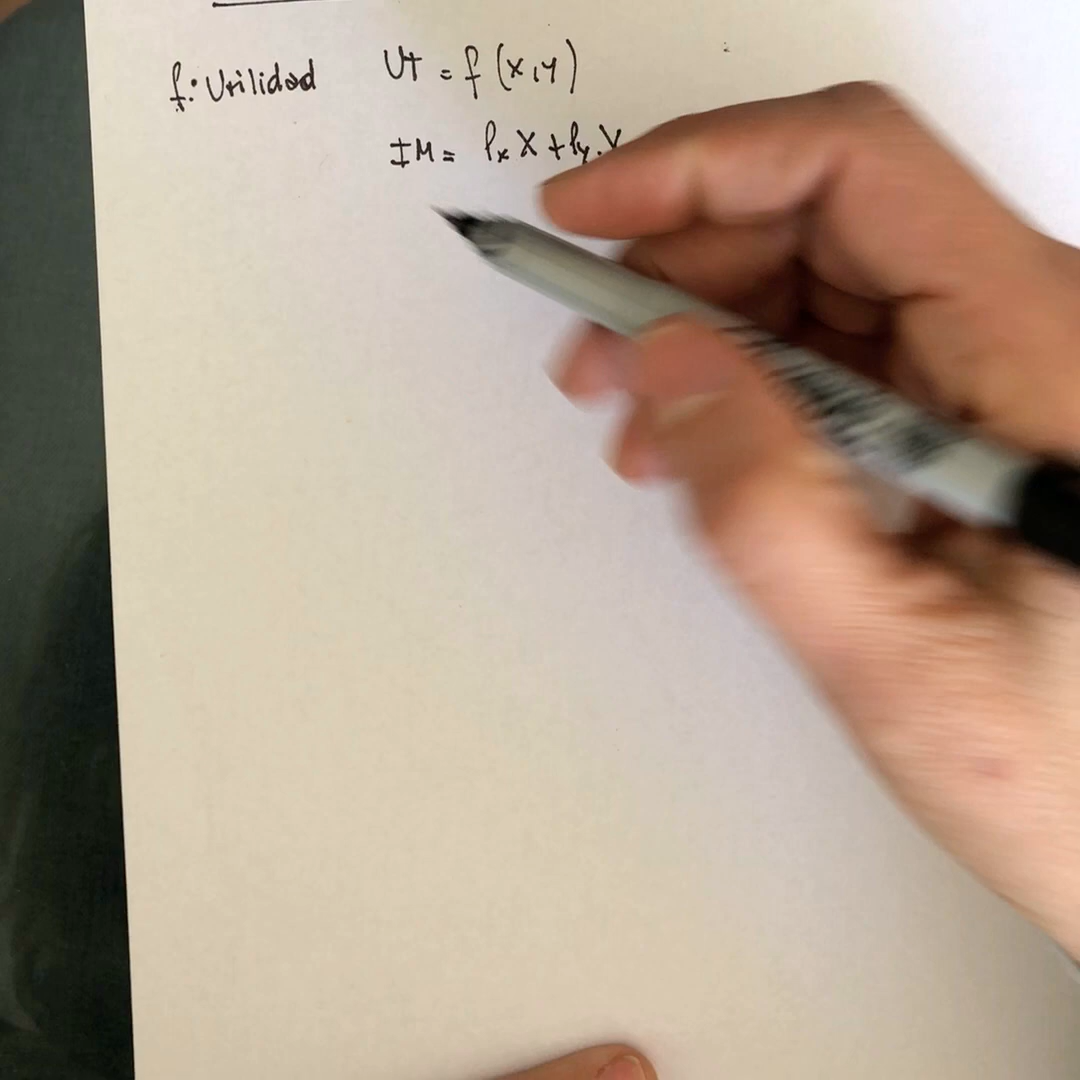 f: Utilidad UT = f (x,y)
IM = Px X + Py . Y